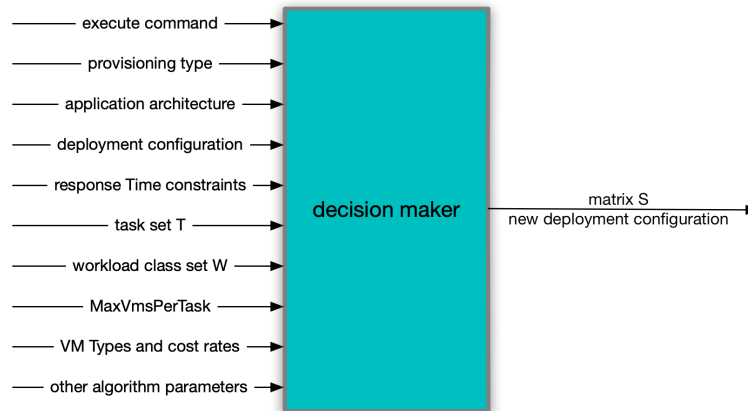 execute command
provisioning type
application architecture
deployment configuration
response Time constraints
task set T
workload class set W
MaxVmsPerTask
VM Types and cost rates
other algorithm parameters
decision maker
matrix S
new deployment configuration